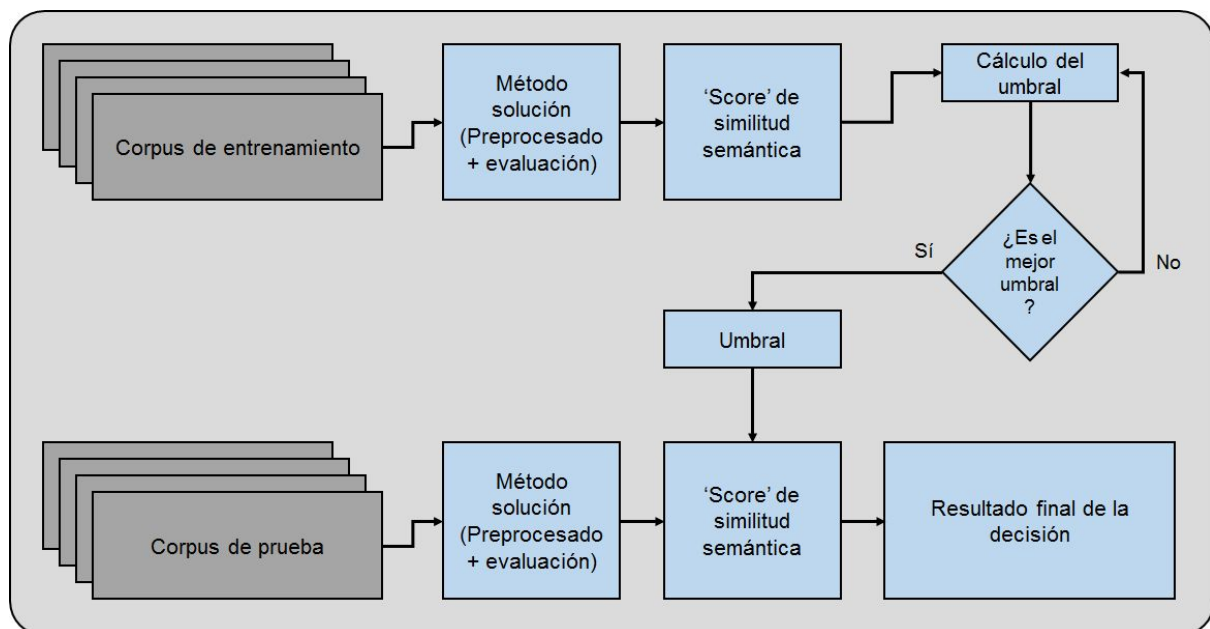 Corpus de entrenamiento
Método
solución
(Preprocesado
+ evaluación)
‘Score’ de
similitud
semántica
Cálculo del
umbral
¿Es el
mejor
umbral
?
Sí
No
Umbral
Corpus de prueba
Método
solución
(Preprocesado
+ evaluación)
‘Score’ de
similitud
semántica
Resultado final de la
decisión